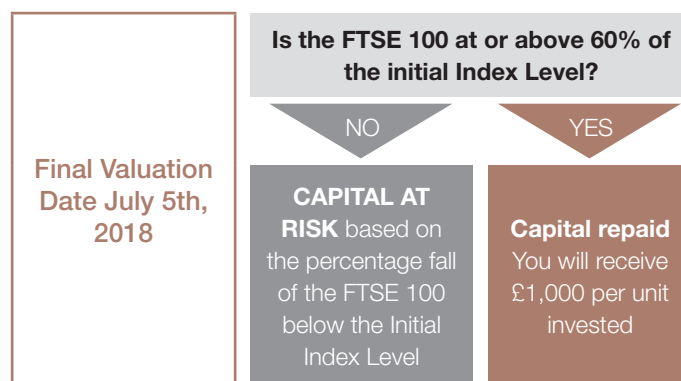 Is the FTSE 100 at or above 60% of
the initial Index Level?
NO
YES
Final Valuation
Date July 5th,
2018
CAPITAL AT
RISK based on
the percentage fall
of the FTSE 100
below the Initial
Index Level
Capital repaid
You will receive
£1,000 per unit
invested